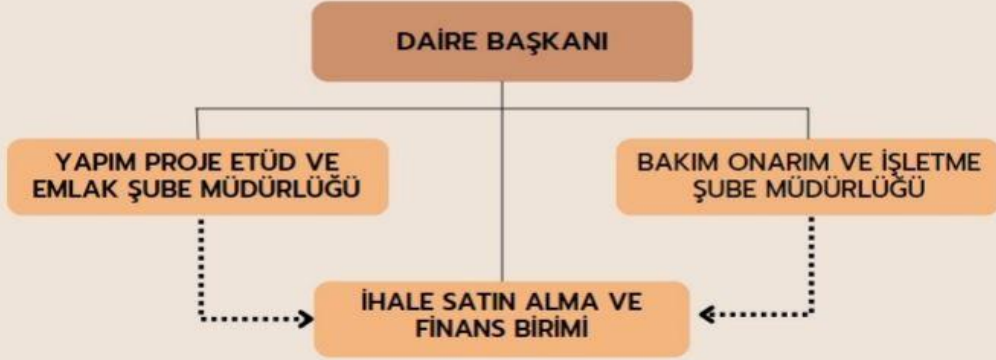 DAİRE BAŞKANI
YAPIM PROJE ETÜD VE
EMLAK ŞUBE MÜDÜRLÜĞÜ
BAKIM ONARIM VE İŞLETME
ŞUBE MÜDÜRLÜĞÜ
İHALE SATIN ALMA VE
FİNANS BİRİMİ